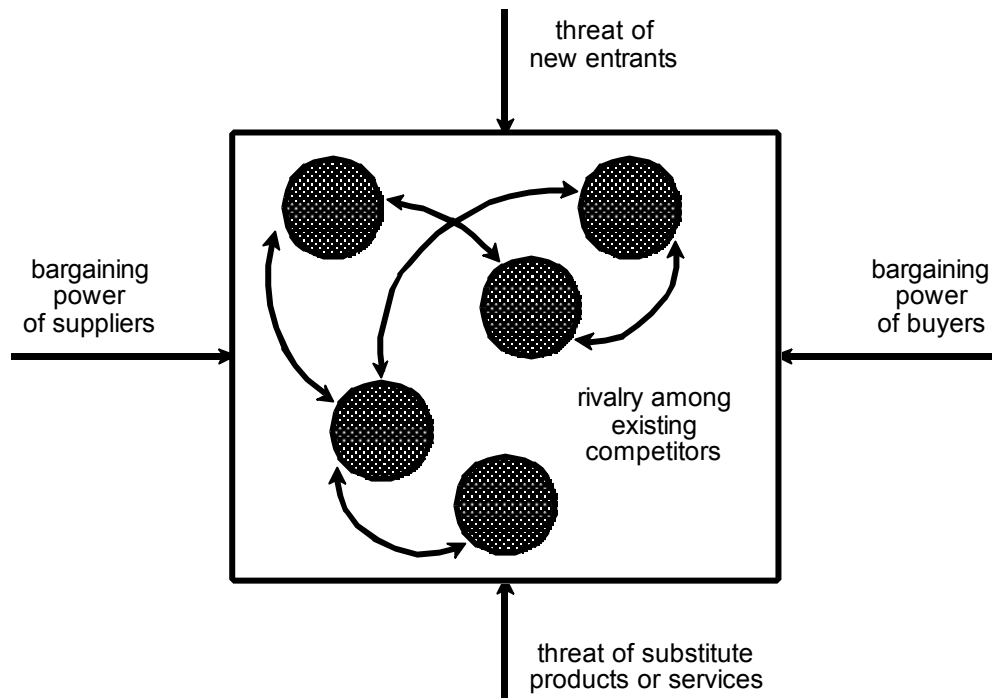 threat of
new entrants
bargaining
power
of suppliers
bargaining
power
of buyers
rivalry among
existing
competitors
threat of substitute
products or services